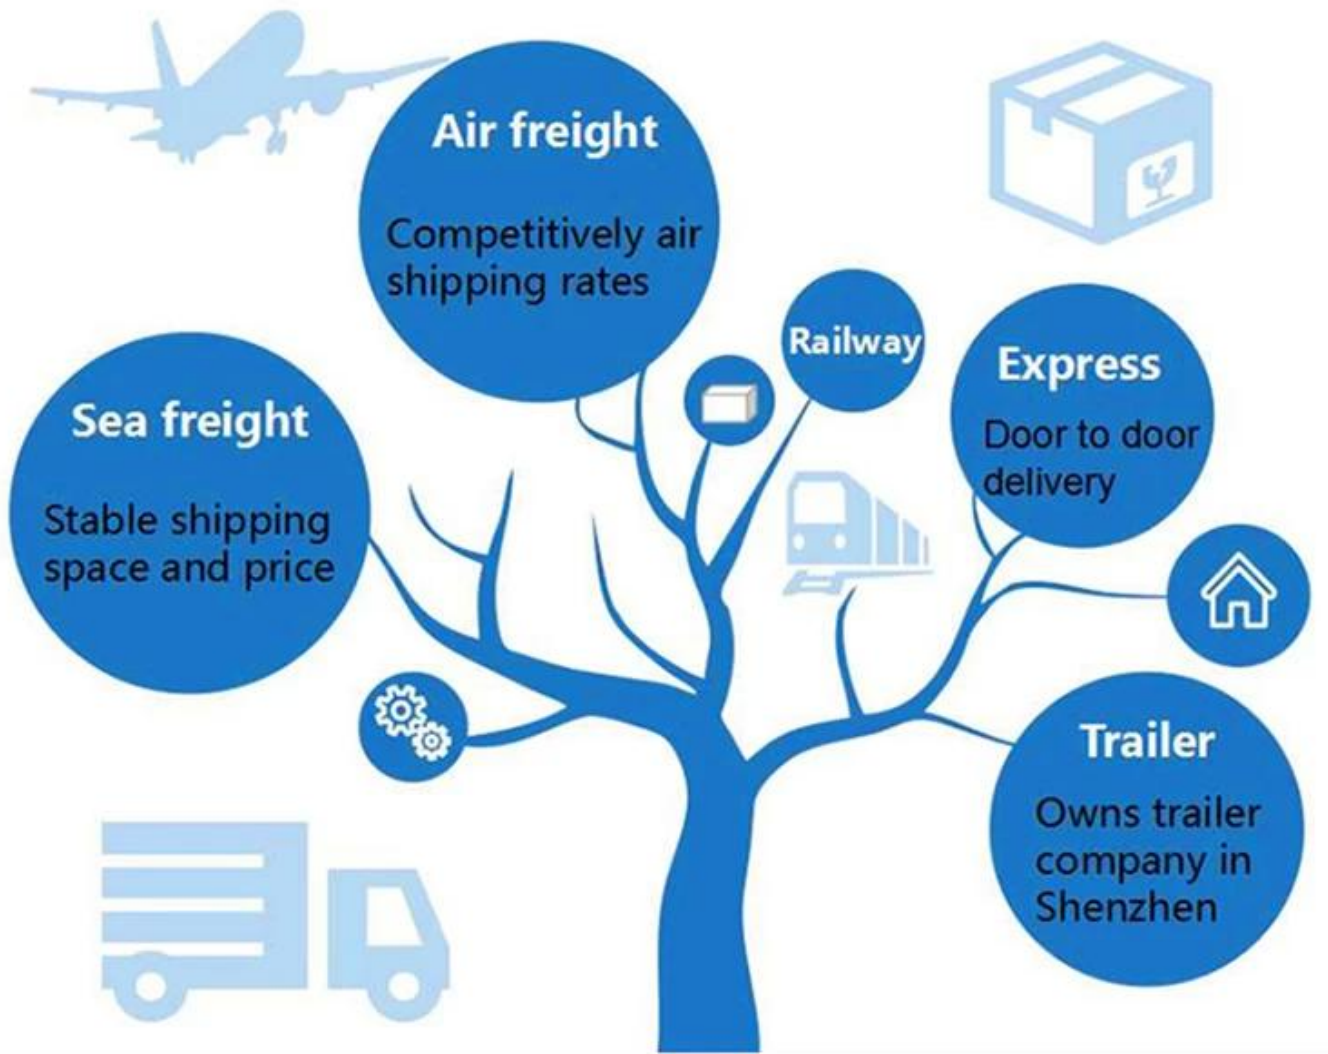 Air freight
Competitively air
shipping rates
Railway
Express
Door to door
delivery
Sea freight
Stable shipping
space and price
Trailer
Owns trailer
company in
Shenzhen